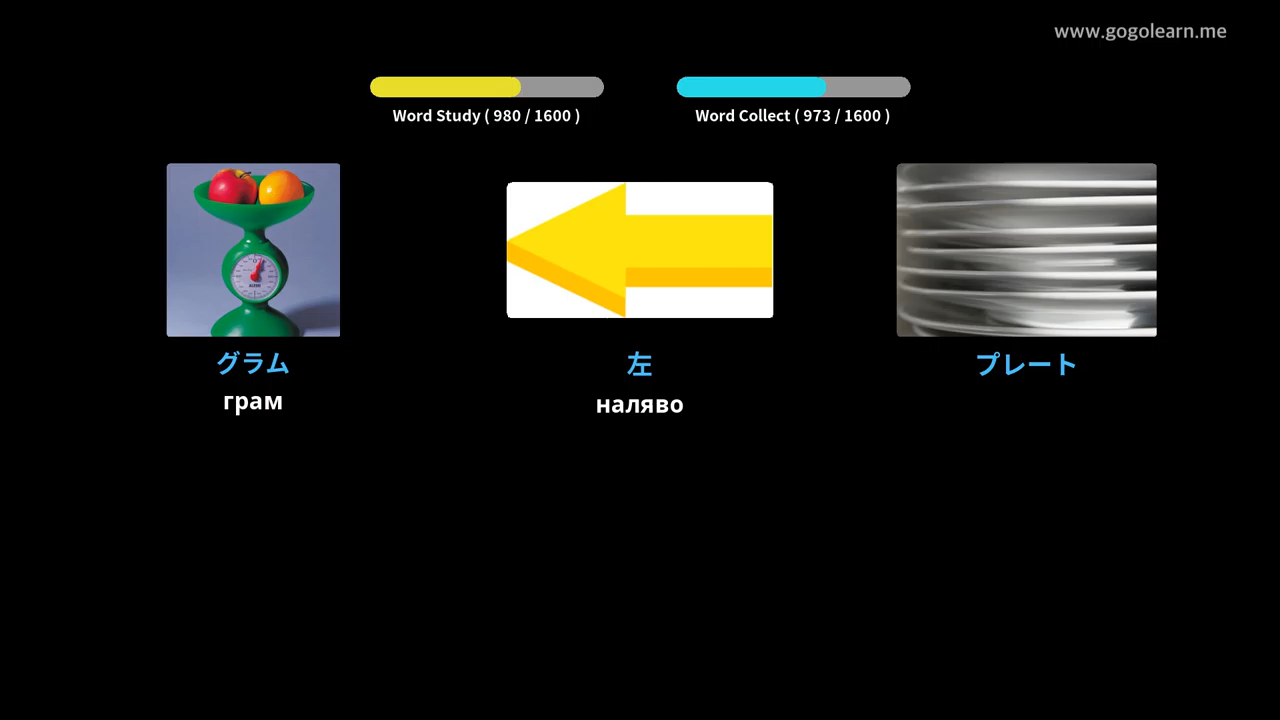 www.gogolearn.me
Word Study ( 980 / 1600 )
Word Collect ( 973 / 1600 )
グラム
左
プレート
грам
наляво